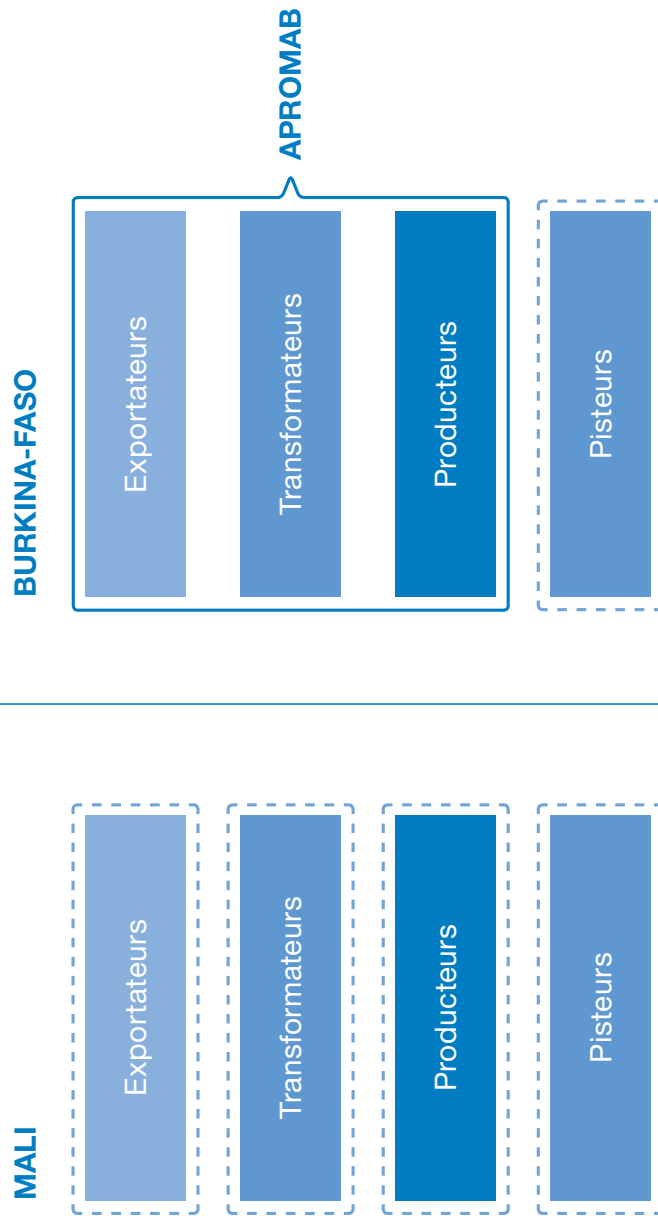 MALI
Exportateurs
Transformateurs
Producteurs
Pisteurs
BURKINA-FASO
Exportateurs
Transformateurs
Producteurs
Pisteurs
APROMAB